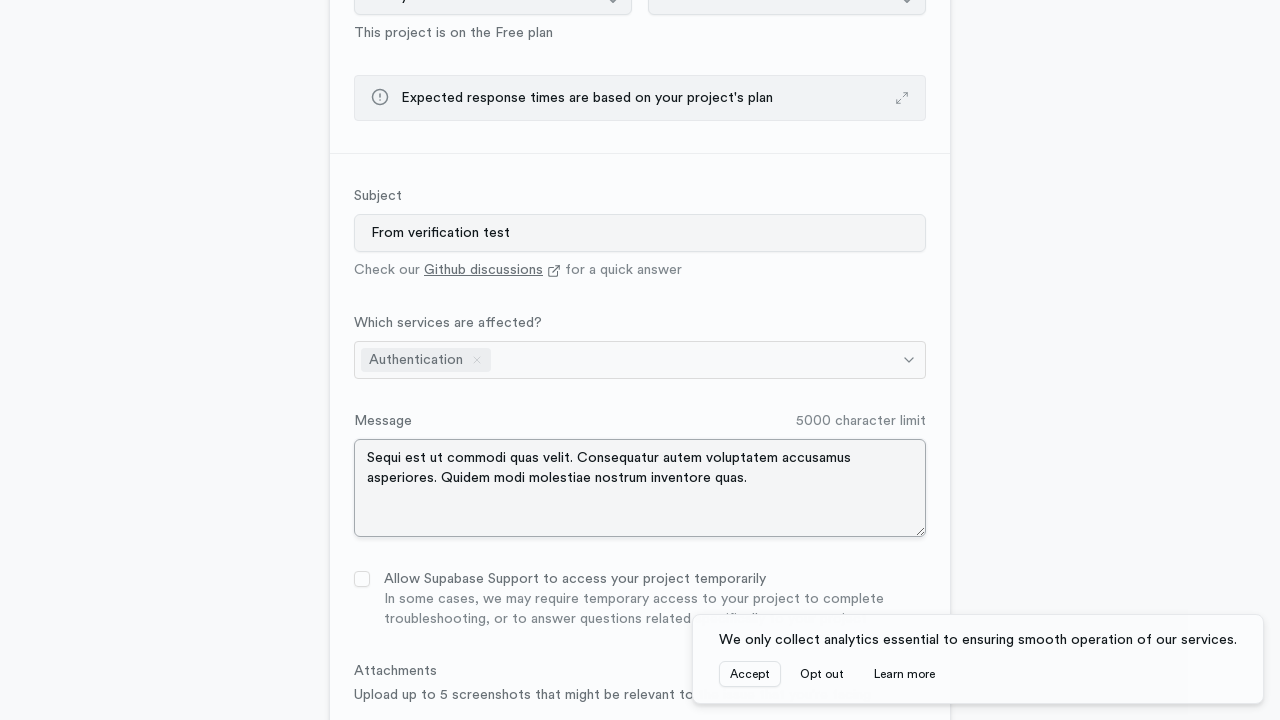 This project is on the Free plan
Expected response times are based on your project's plan
Subject
From verification test
Check our Github discussions for a quick answer
Which services are affected?
Authentication
Message
5000 character limit
Sequi est ut commodi quas velit. Consequatur autem voluptatem accusamus
asperiores. Quidem modi molestiae nostrum inventore quas.
Allow Supabase Support to access your project temporarily
In some cases, we may require temporary access to your project to complete
troubleshooting, or to answer questions related
We only collect analytics essential to ensuring smooth operation of our services.
Accept
Opt out
Learn more
Attachments
Upload up to 5 screenshots that might be relevant to